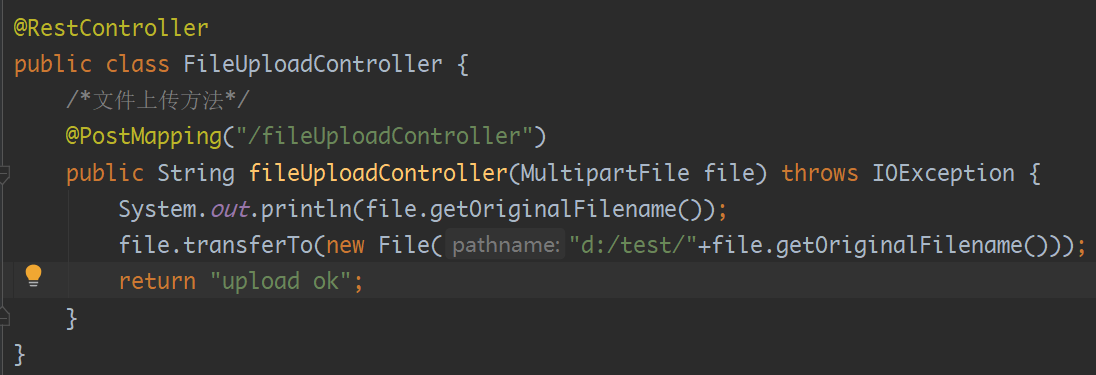 @RestController
public class FileUploadController {
/*文件上传方法*/
@PostMapping("/fileUploadController")
public String fileUploadController(MultipartFile file) throws IOException {
System.out.println(file.getOriginalFilename());
file.transferTo(new File( pathname: "d:/test/"+file.getOriginalFilename()));
return "upload ok";
}
}